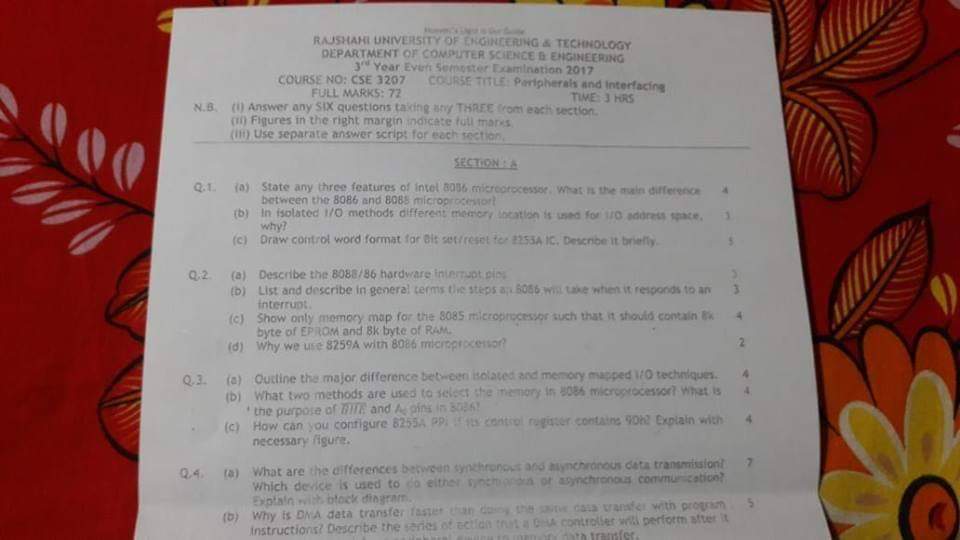 Heaven's Light is Our Guide
RAJSHAHI UNIVERSITY OF ENGINEERING & TECHNOLOGY
DEPARTMENT OF COMPUTER SCIENCE & ENGINEERING
3rd Year Even Semester Examination 2017
COURSE NO: CSE 3207 COURSE TITLE: Peripherals and Interfacing
FULL MARKS: 72 TIME: 3 HRS
N.B. (i) Answer any SIX questions taking any THREE from each section.
(ii) Figures in the right margin indicate full marks.
(iii) Use separate answer script for each section.
SECTION : A
Q.1. (a) State any three features of Intel 8086 microprocessor. What is the main difference 4
between the 8086 and 8088 microprocessor?
(b) In isolated I/O methods different memory location is used for I/O address space, 3
why?
(c) Draw control word format for Bit set/reset for 8253A IC. Describe it briefly. 5
Q.2. (a) Describe the 8088/86 hardware interrupt pins 3
(b) List and describe in general terms the steps an 8086 will take when it responds to an 3
interrupt.
(c) Show only memory map for the 8085 microprocessor such that it should contain 8k 4
byte of EPROM and 8k byte of RAM.
(d) Why we use 8259A with 8086 microprocessor? 2
Q.3. (a) Outline the major difference between isolated and memory mapped I/O techniques. 4
(b) What two methods are used to select the memory in 8086 microprocessor? What is 4
the purpose of BHE and A0 pins in 8086?
(c) How can you configure 8255A PPI if its control register contains 90h? Explain with 4
necessary figure.
Q.4. (a) What are the differences between synchronous and asynchronous data transmission? 7
Which device is used to do either synchronous or asynchronous communication?
Explain with block diagram.
(b) Why is DMA data transfer faster than doing the same data transfer with program 5
instructions? Describe the series of action that a DMA controller will perform after it
to memory data transfer.